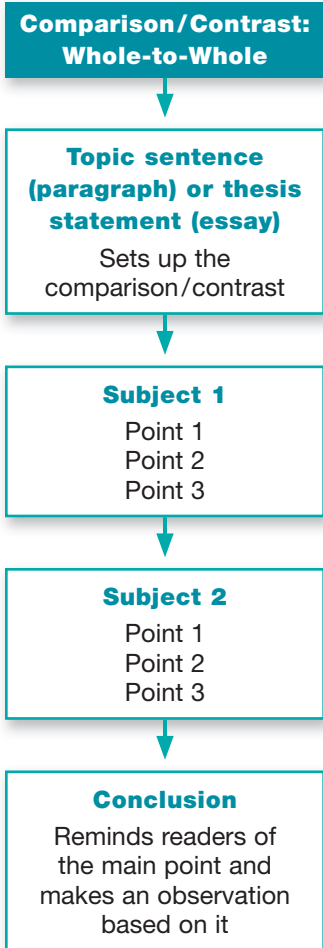 Comparison/Contrast:
Whole-to-Whole
Topic sentence
(paragraph) or thesis
statement (essay)
Sets up the
comparison/contrast
Subject 1
Point 1
Point 2
Point 3
Subject 2
Point 1
Point 2
Point 3
Conclusion
Reminds readers of
the main point and
makes an observation
based on it